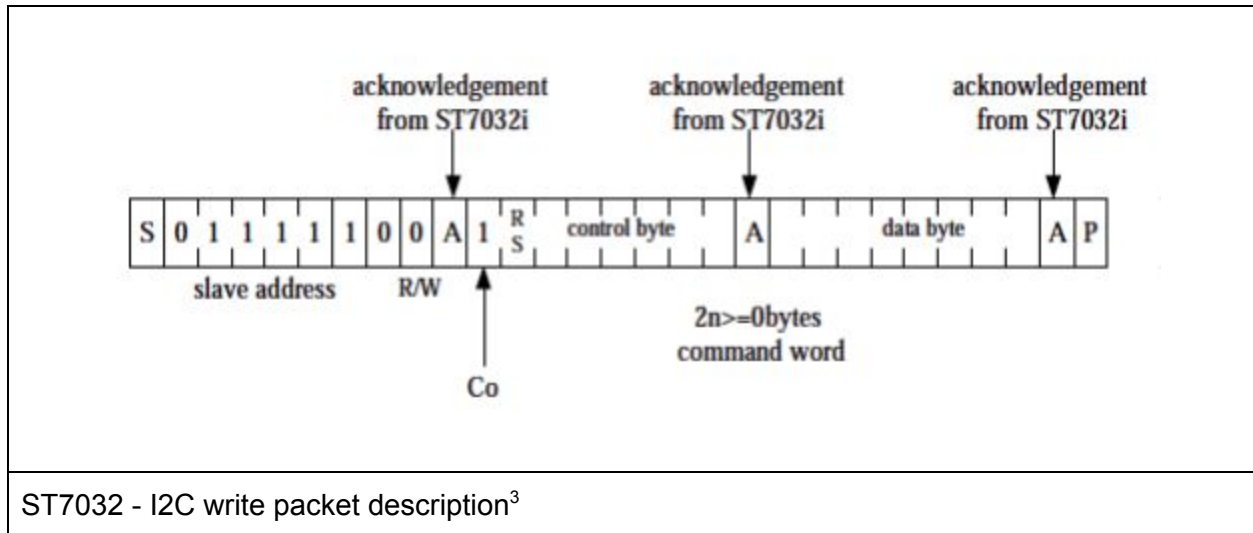 acknowledgement acknowledgement acknowledgement
from ST7032i from ST7032i from ST7032i
S 0 1 1 1 1 1 0 0 A 1 RS control byte A data byte A P
slave address R/W
2n>=0bytes
command word
Co
ST7032 - I2C write packet description3